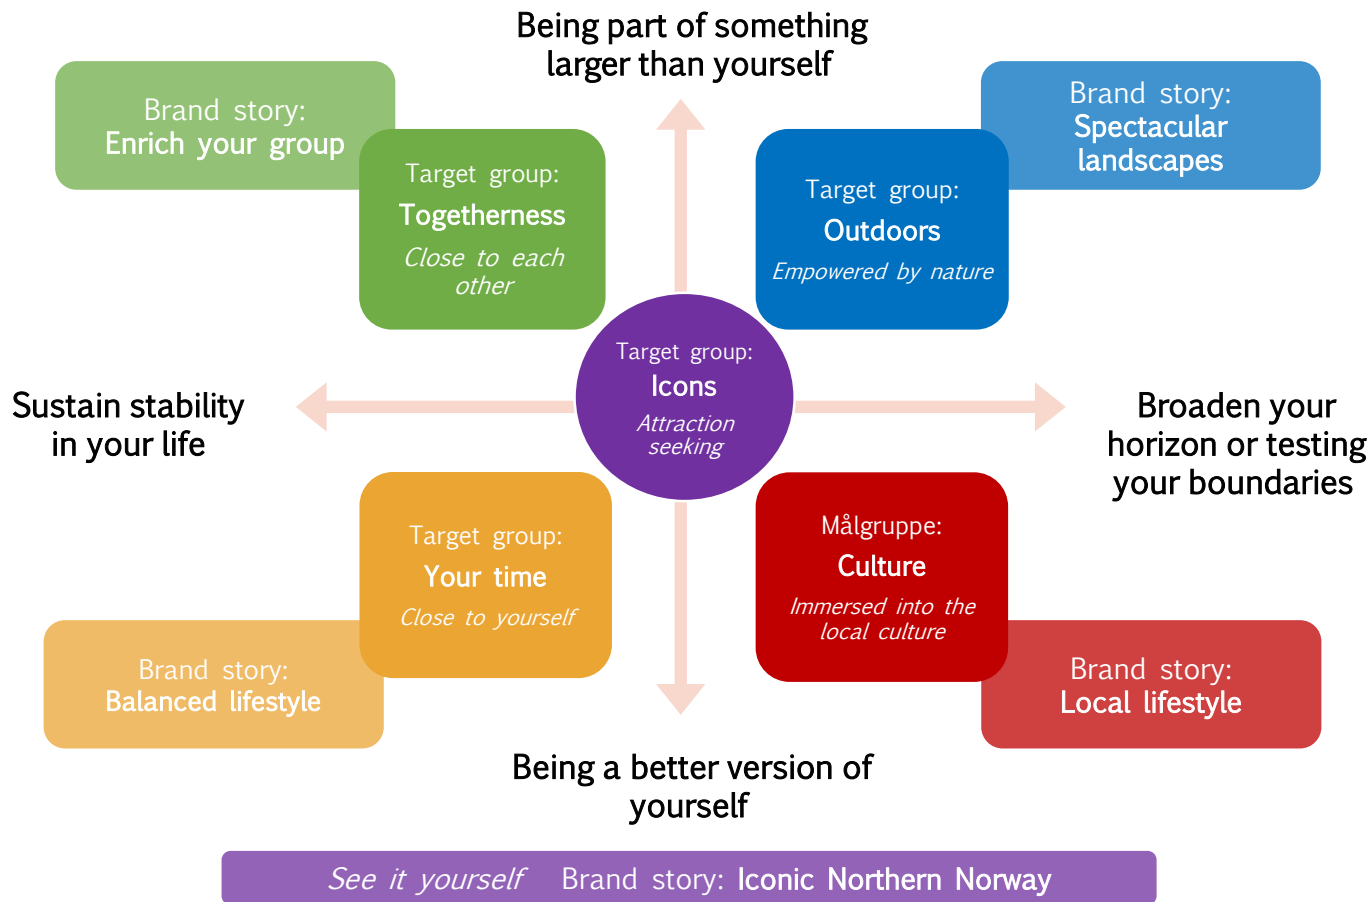 Being part of something
larger than yourself
Brand story:
Enrich your group
Target group:
Togetherness
Close to each
other
Target group:
Outdoors
Empowered by nature
Brand story:
Spectacular
landscapes
Sustain stability
in your life
Target group:
Icons
Attraction
seeking
Broaden your
horizon or testing
your boundaries
Target group:
Your time
Close to yourself
Brand story:
Balanced lifestyle
Målgruppe:
Culture
Immersed into the
local culture
Brand story:
Local lifestyle
Being a better version of
yourself
See it yourself Brand story: Iconic Northern Norway